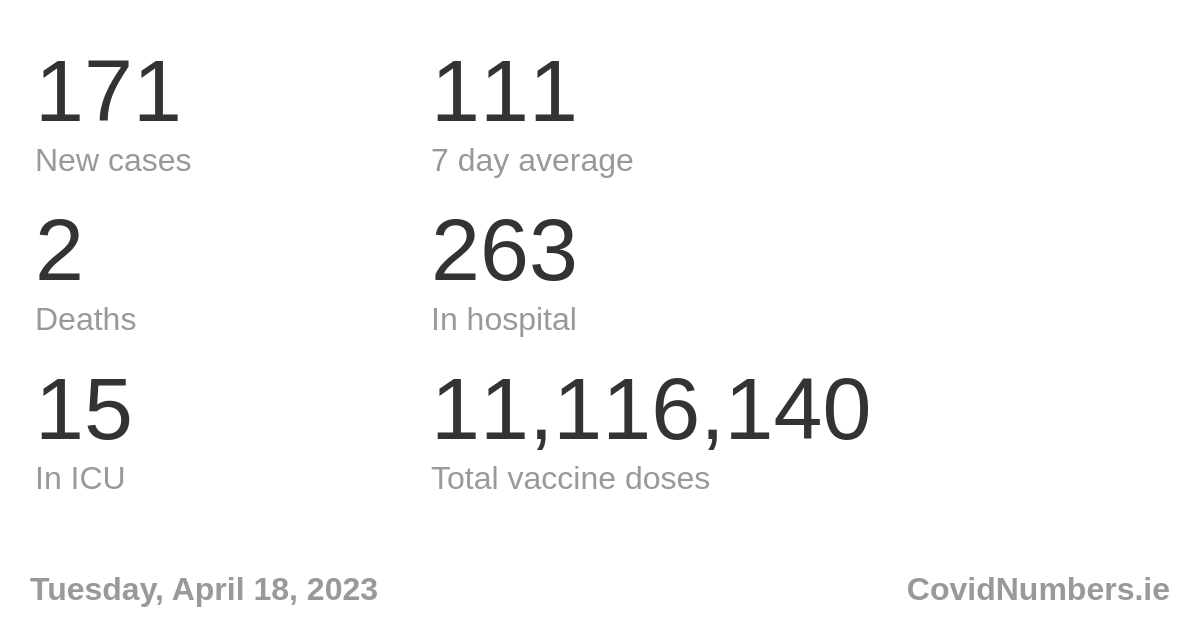 171
New cases
111
7 day average
2
Deaths
263
In hospital
15
In ICU
11,116,140
Total vaccine doses
Tuesday, April 18, 2023
CovidNumbers.ie